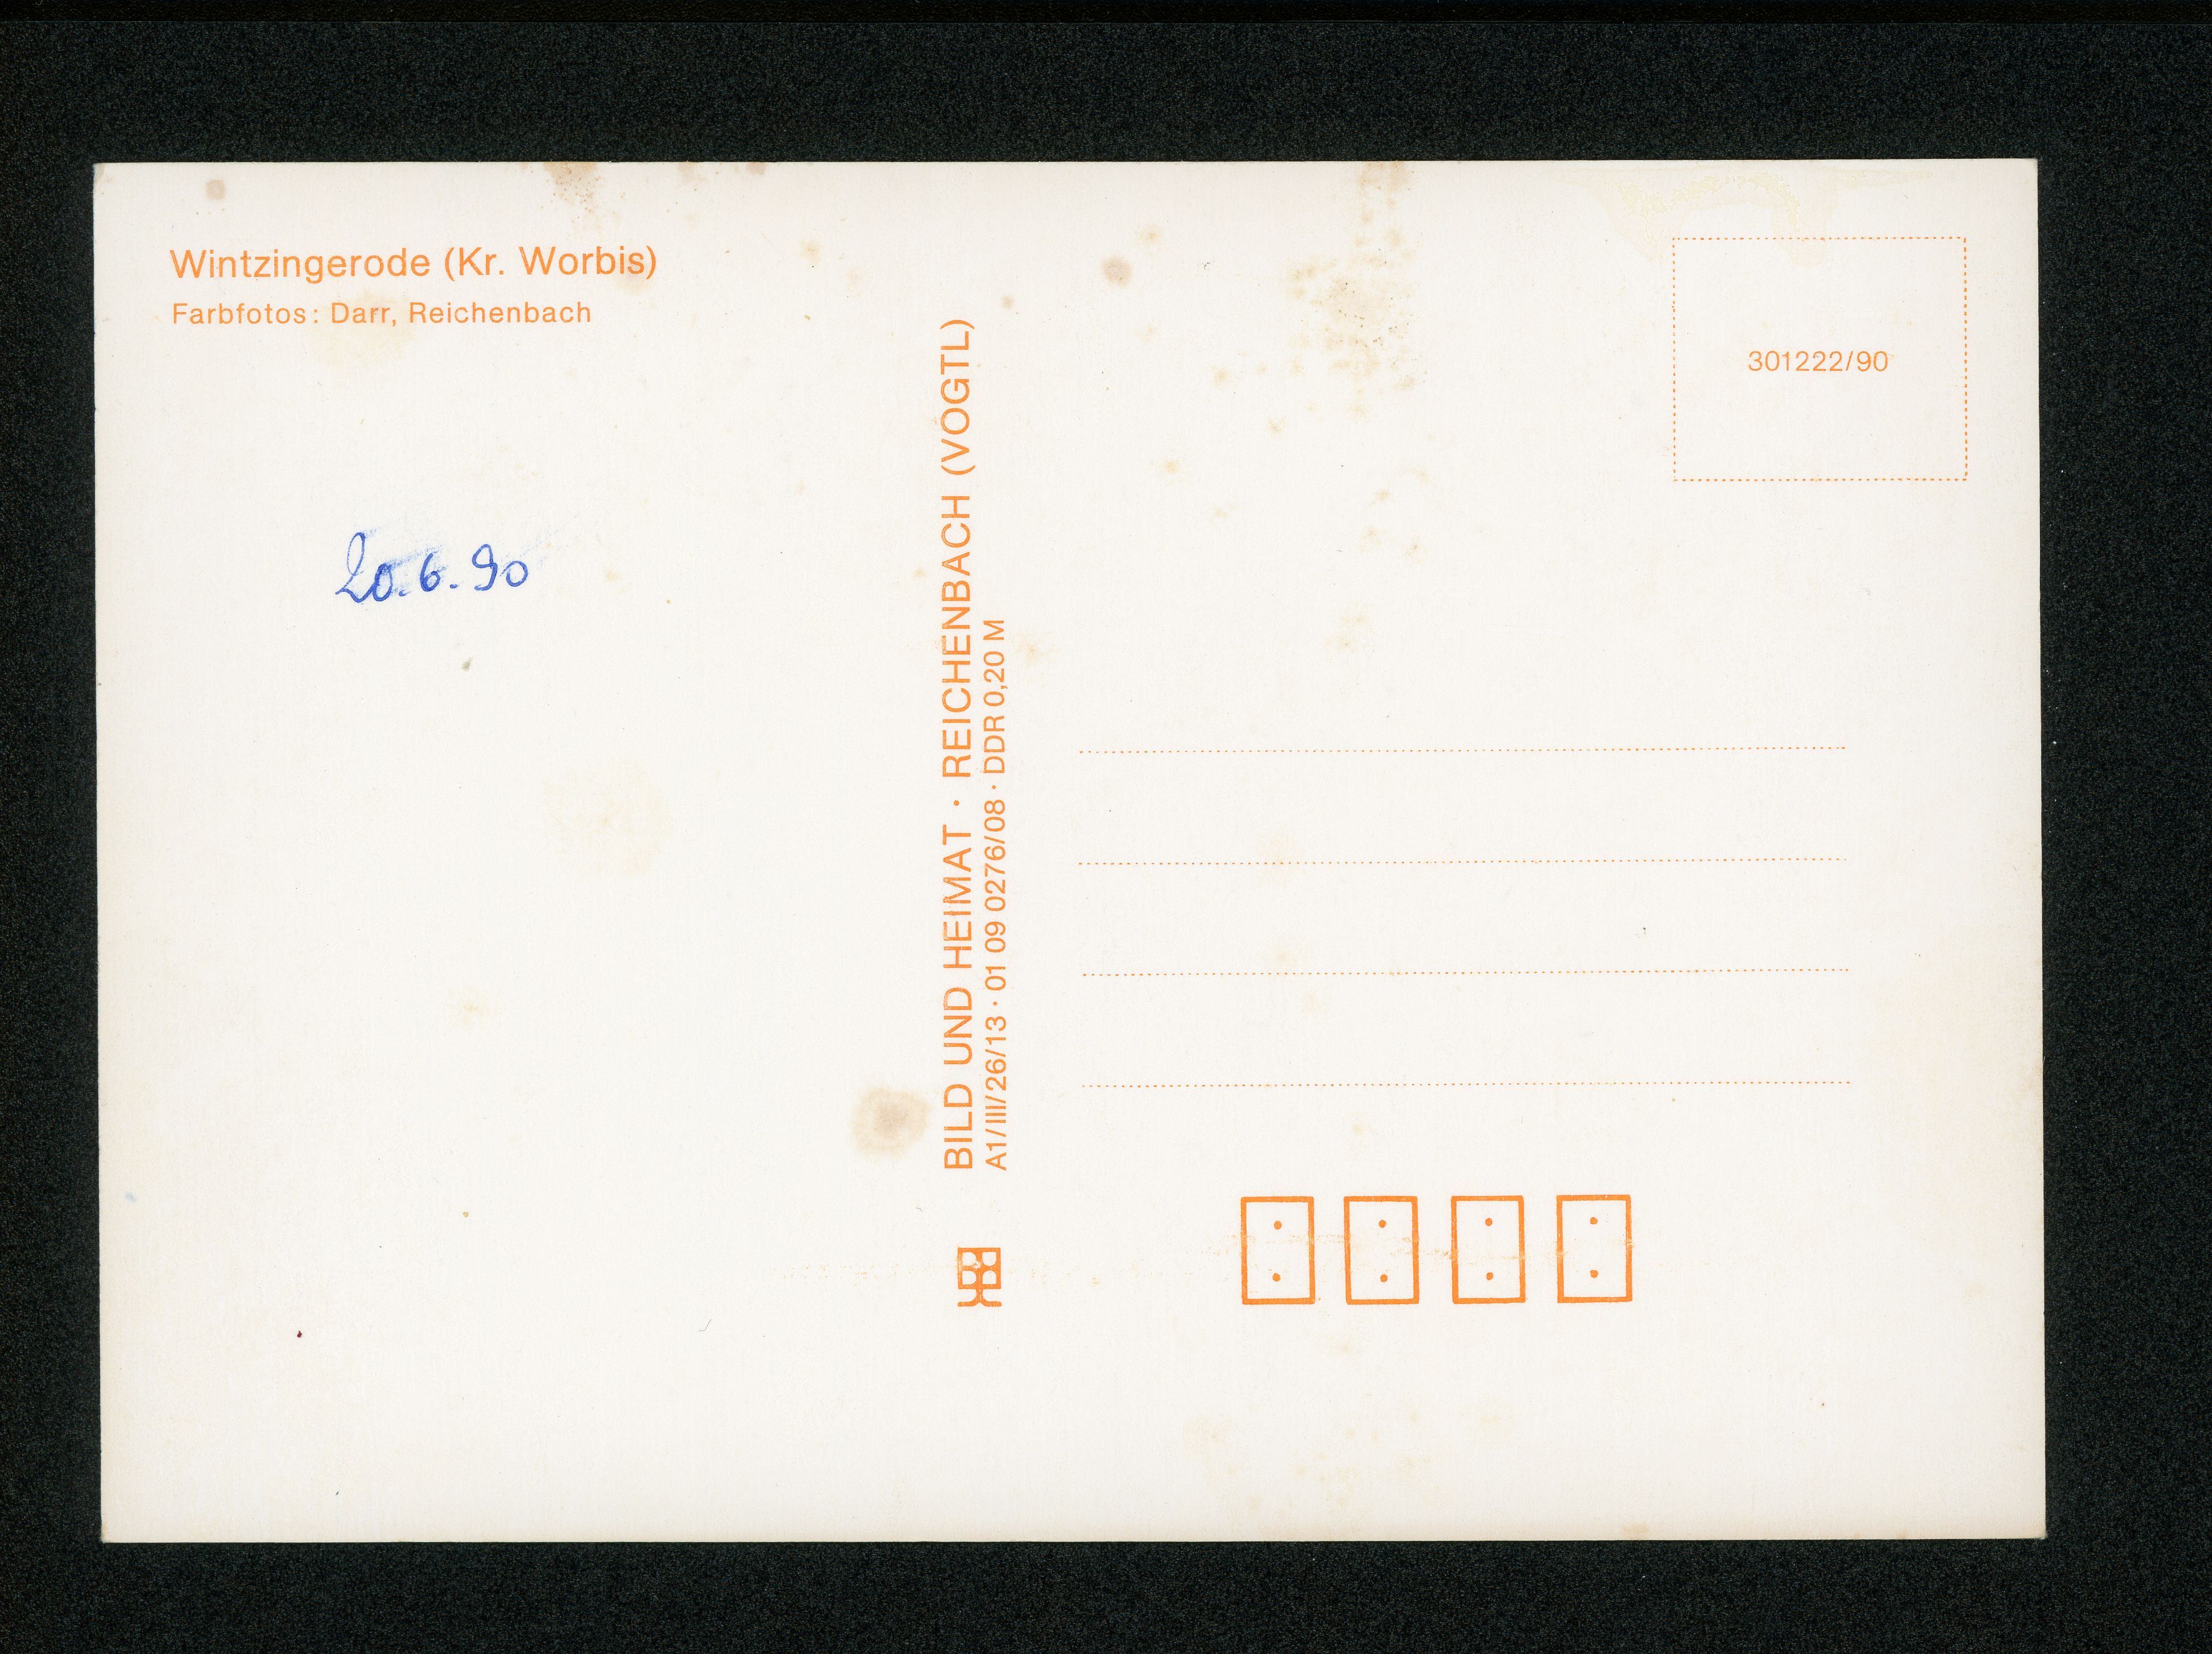 Wintzingerode (Kr. Worbis)
Farbfotos: Darr, Reichenbach
20.6.90
BILD UND HEIMAT · REICHENBACH (VOGTL)
A1/III/26/13 · 01 09 0276/08 · DDR 0,20 M
301222/90